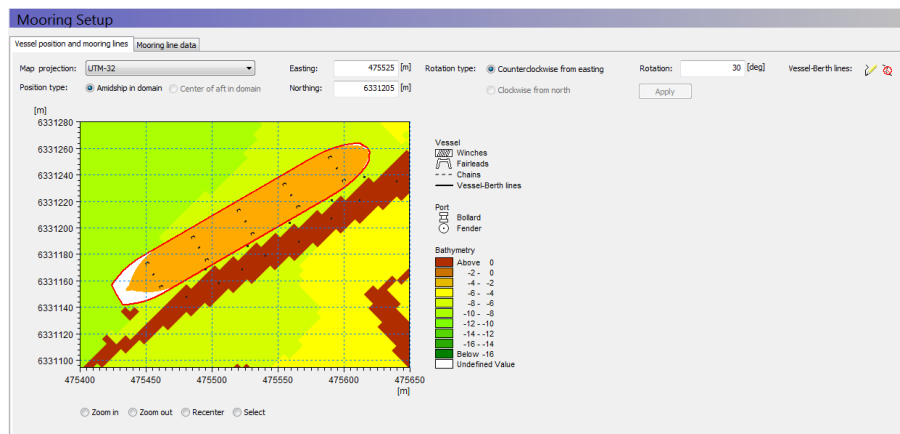 Mooring Setup
Vessel position and mooring lines Mooring line data
Map projection: UTM-32 Easting: 475525 [m] Rotation type: Counterclockwise from easting Rotation: 30 [deg] Vessel-Berth lines:
Position type: Amidship in domain Center of aft in domain Northing: 6331205 [m] Clockwise from north Apply
[m]
6331280
6331260
6331240
6331220
6331200
6331180
6331160
6331140
6331120
6331100
475400 475450 475500 475550 475600 475650
[m]
Vessel
Winches
Fairleads
Chains
Vessel-Berth lines
Port
Bollard
Fender
Bathymetry
Above 0
-2 - 0
-4 - -2
-6 - -4
-8 - -6
-10 - -8
-12 - -10
-14 - -12
-16 - -14
Below -16
Undefined Value
Zoom in Zoom out Recenter Select